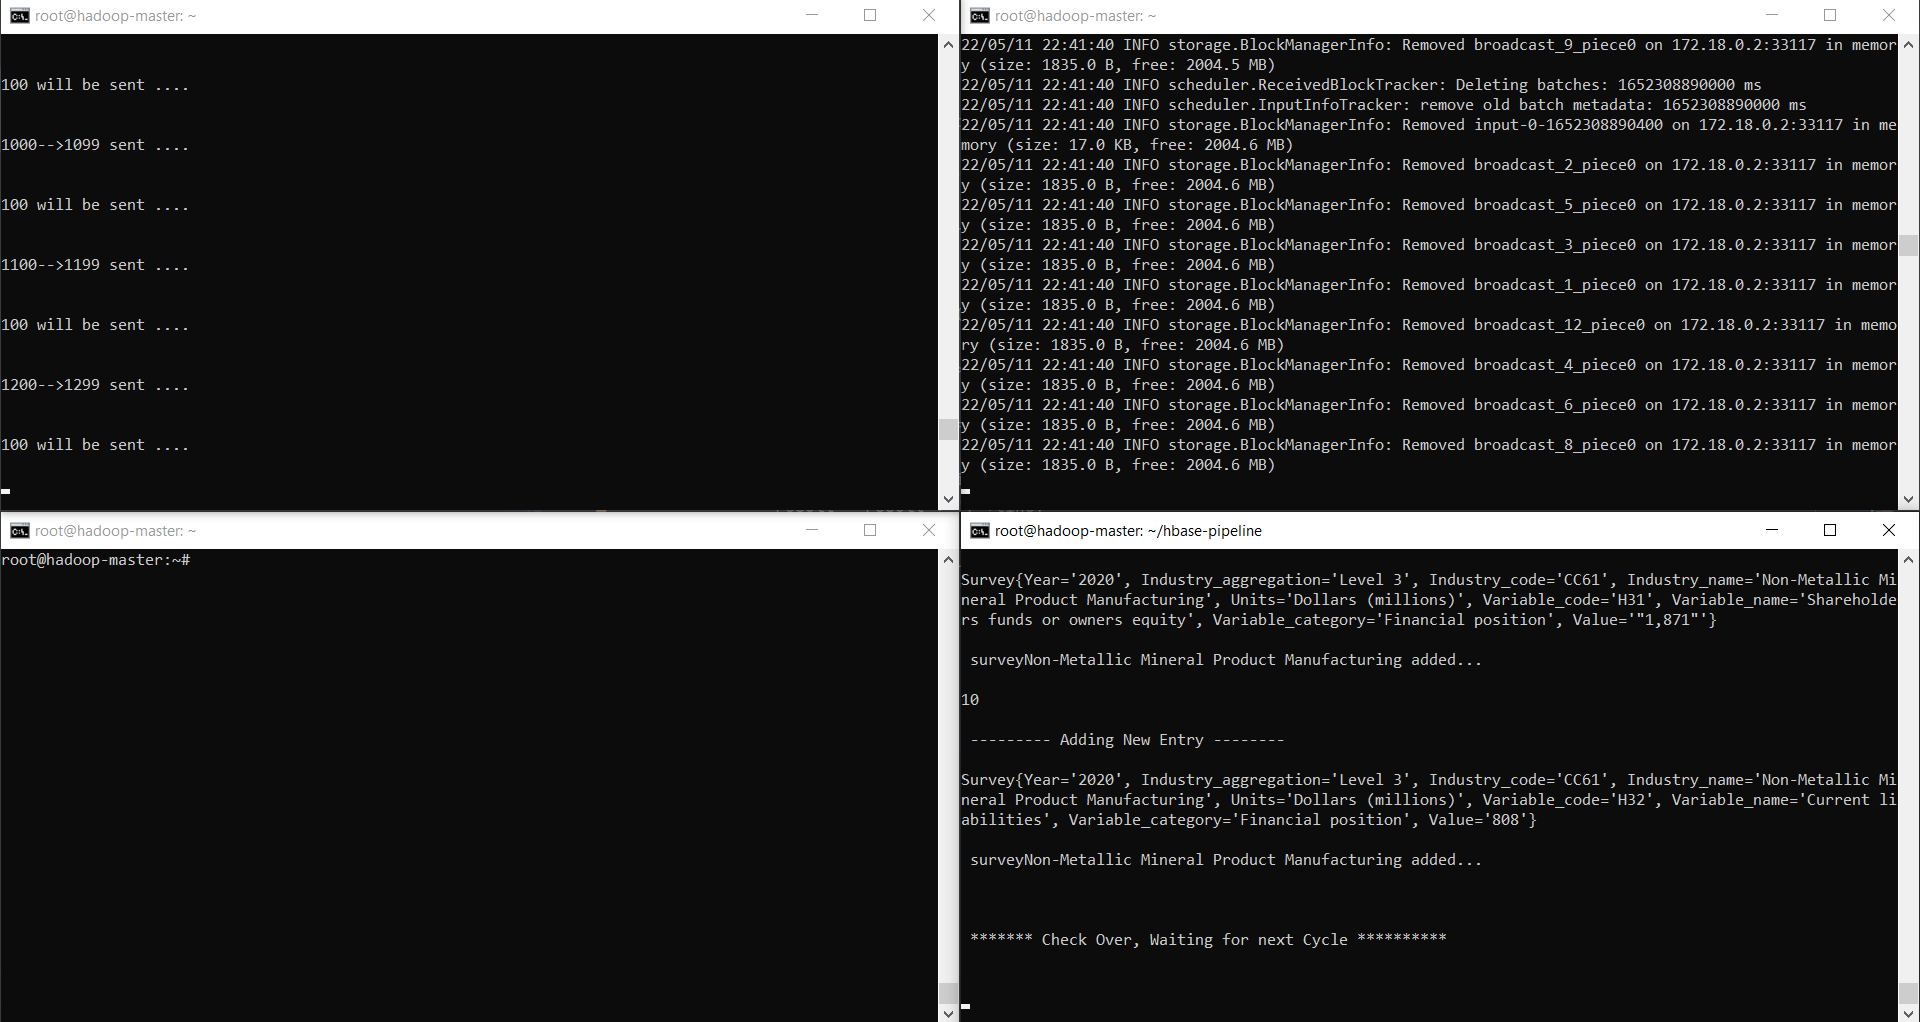 root@hadoop-master: ~
100 will be sent ....
1000-->1099 sent ....
100 will be sent ....
1100-->1199 sent ....
100 will be sent ....
1200-->1299 sent ....
100 will be sent ....
root@hadoop-master: ~
22/05/11 22:41:40 INFO storage.BlockManagerInfo: Removed broadcast_9_piece0 on 172.18.0.2:33117 in memor
y (size: 1835.0 B, free: 2004.5 MB)
22/05/11 22:41:40 INFO scheduler.ReceivedBlockTracker: Deleting batches: 1652308890000 ms
22/05/11 22:41:40 INFO scheduler.InputInfoTracker: remove old batch metadata: 1652308890000 ms
22/05/11 22:41:40 INFO storage.BlockManagerInfo: Removed input-0-1652308890400 on 172.18.0.2:33117 in me
mory (size: 17.0 KB, free: 2004.6 MB)
22/05/11 22:41:40 INFO storage.BlockManagerInfo: Removed broadcast_2_piece0 on 172.18.0.2:33117 in memor
y (size: 1835.0 B, free: 2004.6 MB)
22/05/11 22:41:40 INFO storage.BlockManagerInfo: Removed broadcast_5_piece0 on 172.18.0.2:33117 in memor
y (size: 1835.0 B, free: 2004.6 MB)
22/05/11 22:41:40 INFO storage.BlockManagerInfo: Removed broadcast_3_piece0 on 172.18.0.2:33117 in memor
y (size: 1835.0 B, free: 2004.6 MB)
22/05/11 22:41:40 INFO storage.BlockManagerInfo: Removed broadcast_1_piece0 on 172.18.0.2:33117 in memor
y (size: 1835.0 B, free: 2004.6 MB)
22/05/11 22:41:40 INFO storage.BlockManagerInfo: Removed broadcast_12_piece0 on 172.18.0.2:33117 in memo
ry (size: 1835.0 B, free: 2004.6 MB)
22/05/11 22:41:40 INFO storage.BlockManagerInfo: Removed broadcast_4_piece0 on 172.18.0.2:33117 in memor
y (size: 1835.0 B, free: 2004.6 MB)
22/05/11 22:41:40 INFO storage.BlockManagerInfo: Removed broadcast_6_piece0 on 172.18.0.2:33117 in memor
y (size: 1835.0 B, free: 2004.6 MB)
22/05/11 22:41:40 INFO storage.BlockManagerInfo: Removed broadcast_8_piece0 on 172.18.0.2:33117 in memor
y (size: 1835.0 B, free: 2004.6 MB)
root@hadoop-master: ~
root@hadoop-master:~#
root@hadoop-master: ~/hbase-pipeline
Survey{Year='2020', Industry_aggregation='Level 3', Industry_code='CC61', Industry_name='Non-Metallic Mi
neral Product Manufacturing', Units='Dollars (millions)', Variable_code='H31', Variable_name='Shareholde
rs funds or owners equity', Variable_category='Financial position', Value='"1,871"'}
surveyNon-Metallic Mineral Product Manufacturing added...
10
--------- Adding New Entry --------
Survey{Year='2020', Industry_aggregation='Level 3', Industry_code='CC61', Industry_name='Non-Metallic Mi
neral Product Manufacturing', Units='Dollars (millions)', Variable_code='H32', Variable_name='Current li
abilities', Variable_category='Financial position', Value='808'}
surveyNon-Metallic Mineral Product Manufacturing added...
******* Check Over, Waiting for next Cycle **********